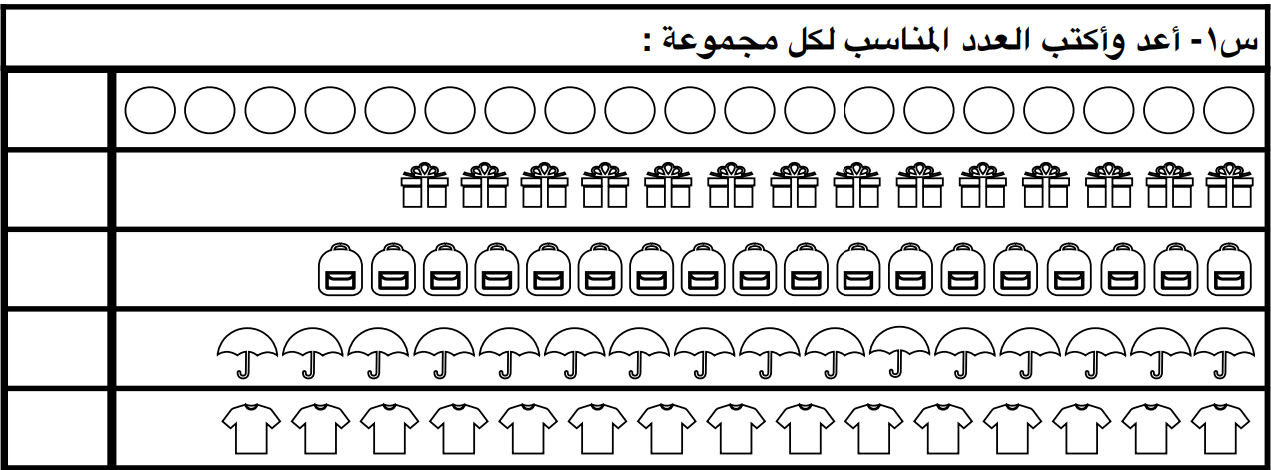 س١- أعد وأكتب العدد المناسب لكل مجموعة :